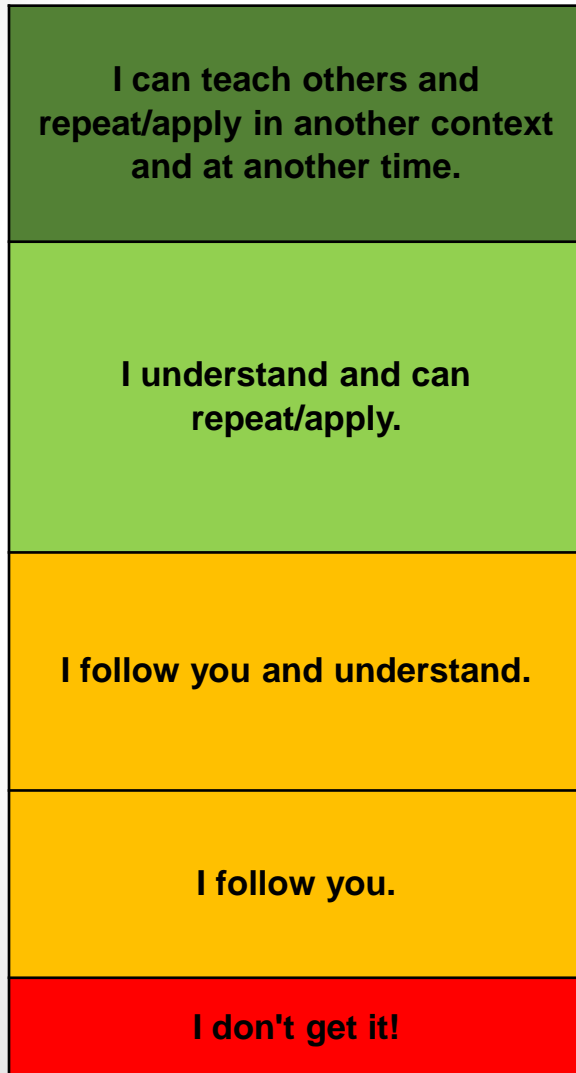 I can teach others and
repeat/apply in another context
and at another time.
I understand and can
repeat/apply.
I follow you and understand.
I follow you.
I don't get it!